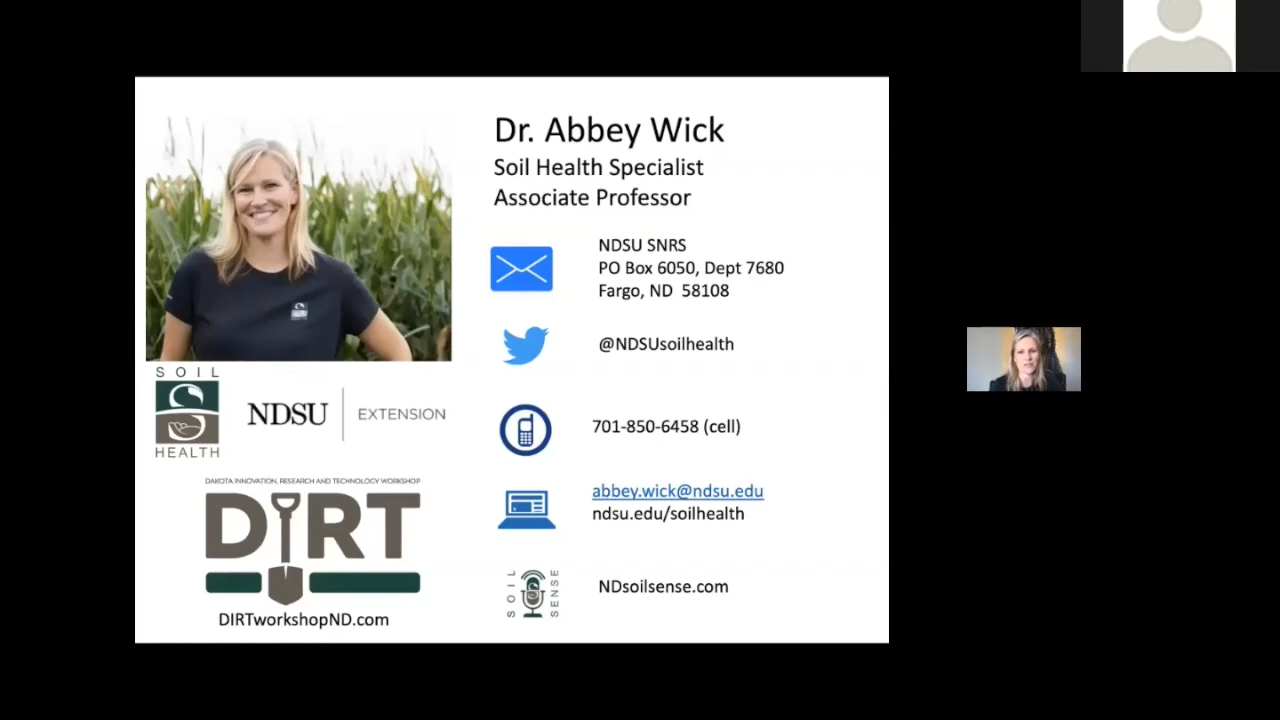 Dr. Abbey Wick
Soil Health Specialist
Associate Professor
NDSU SNRS
PO Box 6050, Dept 7680
Fargo, ND 58108
@NDSUsoilhealth
701-850-6458 (cell)
abbey.wick@ndsu.edu
ndsu.edu/soilhealth
SOIL SENSE
NDsoilsense.com
SOIL
HEALTH
NDSU EXTENSION
DAKOTA INNOVATION, RESEARCH AND TECHNOLOGY WORKSHOP
DIRT
DIRTworkshopND.com